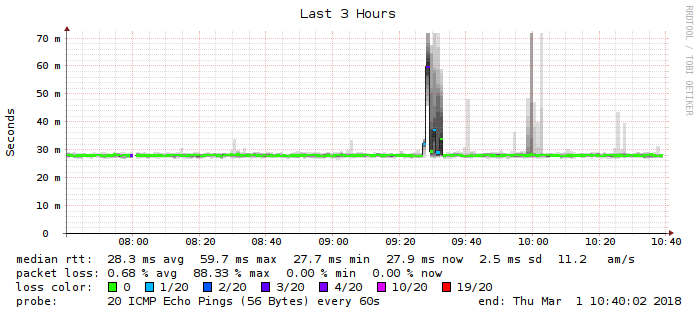 Last 3 Hours
RRDTOOL / TOBI OETIKER
Seconds
70 m
60 m
50 m
40 m
30 m
20 m
10 m
0
08:00 08:20 08:40 09:00 09:20 09:40 10:00 10:20 10:40
median rtt: 28.3 ms avg 59.7 ms max 27.7 ms min 27.9 ms now 2.5 ms sd 11.2 am/s
packet loss: 0.68 % avg 88.33 % max 0.00 % min 0.00 % now
loss color: 0 1/20 2/20 3/20 4/20 10/20 19/20
probe: 20 ICMP Echo Pings (56 Bytes) every 60s end: Thu Mar 1 10:40:02 2018